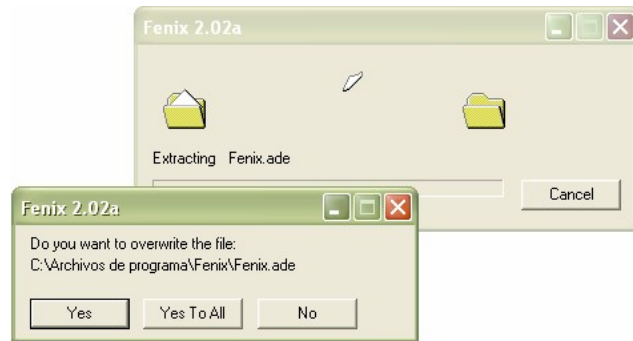 Fenix 2.02a
Extracting Fenix.ade
Cancel
Fenix 2.02a
Do you want to overwrite the file:
C:\Archivos de programa\Fenix\Fenix.ade
Yes
Yes To All
No